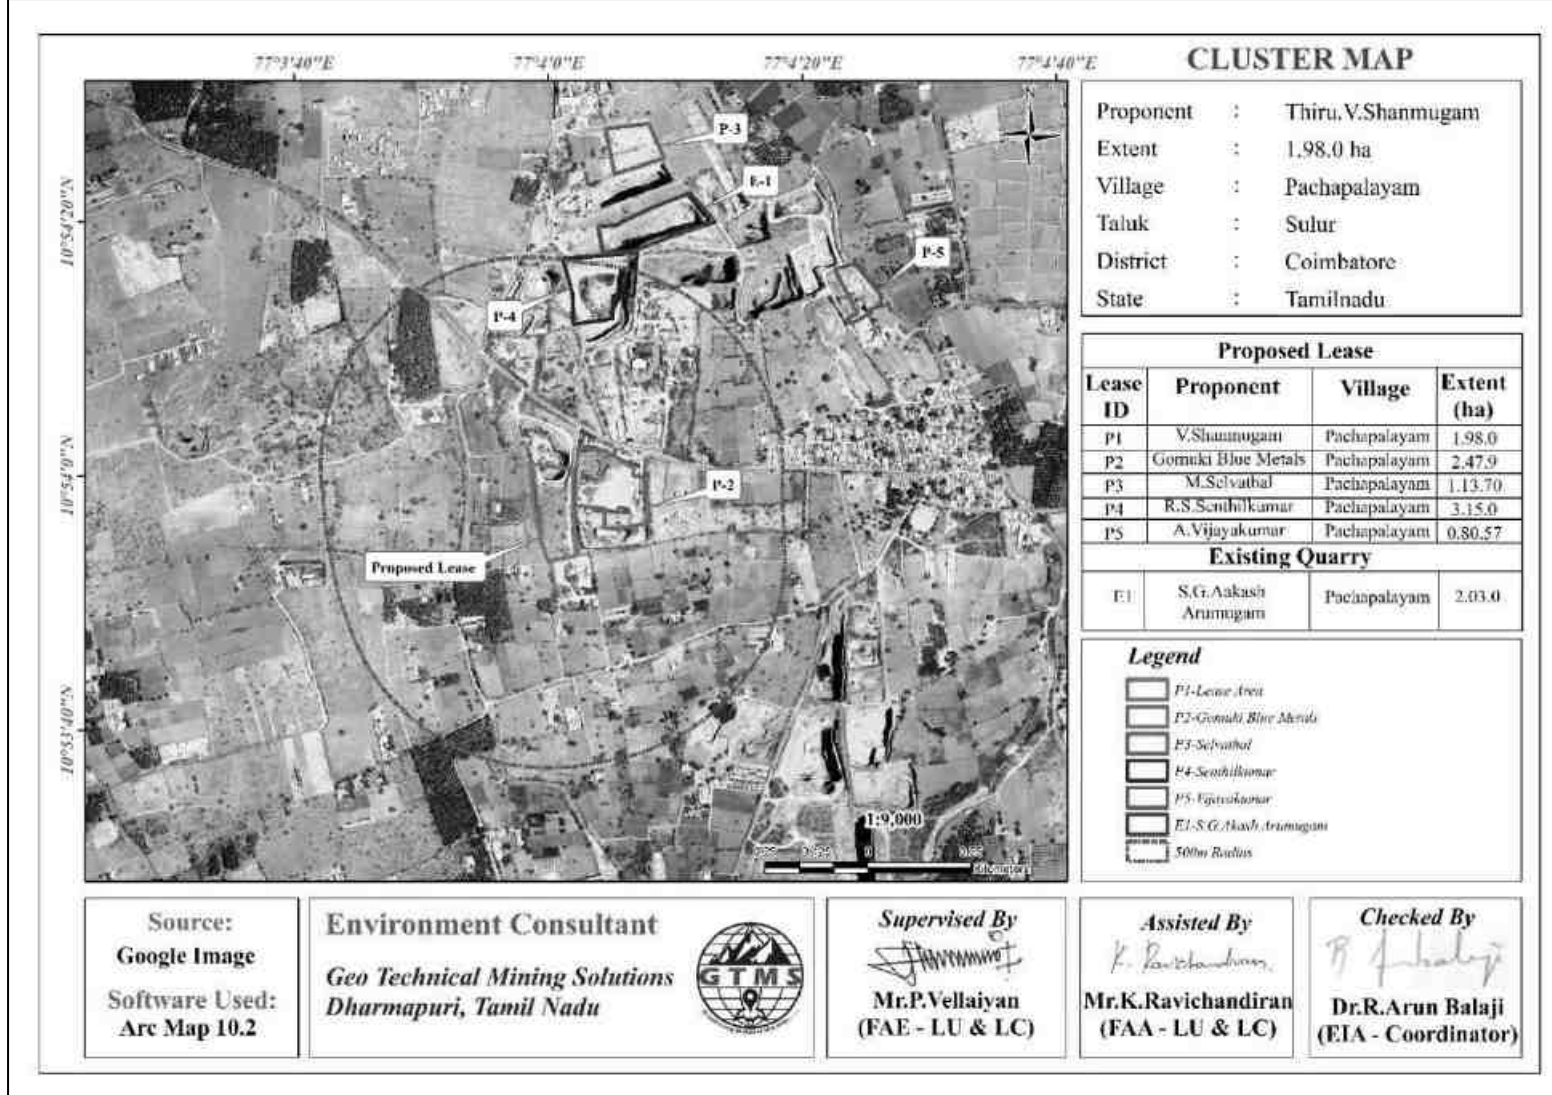 CLUSTER MAP
77°3'40"E 77°4'0"E 77°4'20"E 77°4'40"E
10°54'20"N
10°54'0"N
10°53'40"N
N
P-3
E-1
P-5
P-4
P-2
Proposed Lease
1:9,000
Kilometers
Proponent : Thiru.V.Shanmugam
Extent : 1.98.0 ha
Village : Pachapalayam
Taluk : Sulur
District : Coimbatore
State : Tamilnadu
Proposed Lease
Lease ID Proponent Village Extent (ha)
P1 V.Shanmugam Pachapalayam 1.98.0
P2 Gomuki Blue Metals Pachapalayam 2.47.9
P3 M.Selvathal Pachapalayam 1.13.70
P4 R.S.Senthilkumar Pachapalayam 3.15.0
P5 A.Vijayakumar Pachapalayam 0.80.57
Existing Quarry
E1 S.G.Aakash Arumugam Pachapalayam 2.03.0
Legend
P1-Lease Area
P2-Gomuki Blue Metals
P3-Selvathal
P4-Senthilkumar
P5-Vijayakumar
E1-S.G.Akash Arumugam
500m Radius
Source:
Google Image
Software Used:
Arc Map 10.2
Environment Consultant
Geo Technical Mining Solutions
Dharmapuri, Tamil Nadu
GTMS
Supervised By
Mr.P.Vellaiyan
(FAE - LU & LC)
Assisted By
K. Ravichandiran
Mr.K.Ravichandiran
(FAA - LU & LC)
Checked By
Dr.R.Arun Balaji
(EIA - Coordinator)